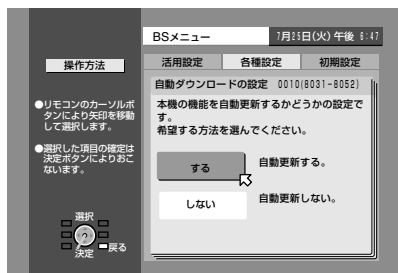 BSメニュー
7月25日(火) 午後 6:47
操作方法
活用設定 各種設定 初期設定
自動ダウンロードの設定 0010(8031-8052)
●リモコンのカーソルボ
タンにより矢印を移動
して選択します。
●選択した項目の確定は
決定ボタンによりおこ
ないます。
本機の機能を自動更新するかどうかの設定で
す。
希望する方法を選んでください。
する 自動更新する。
しない 自動更新しない。
選択
戻る
決定